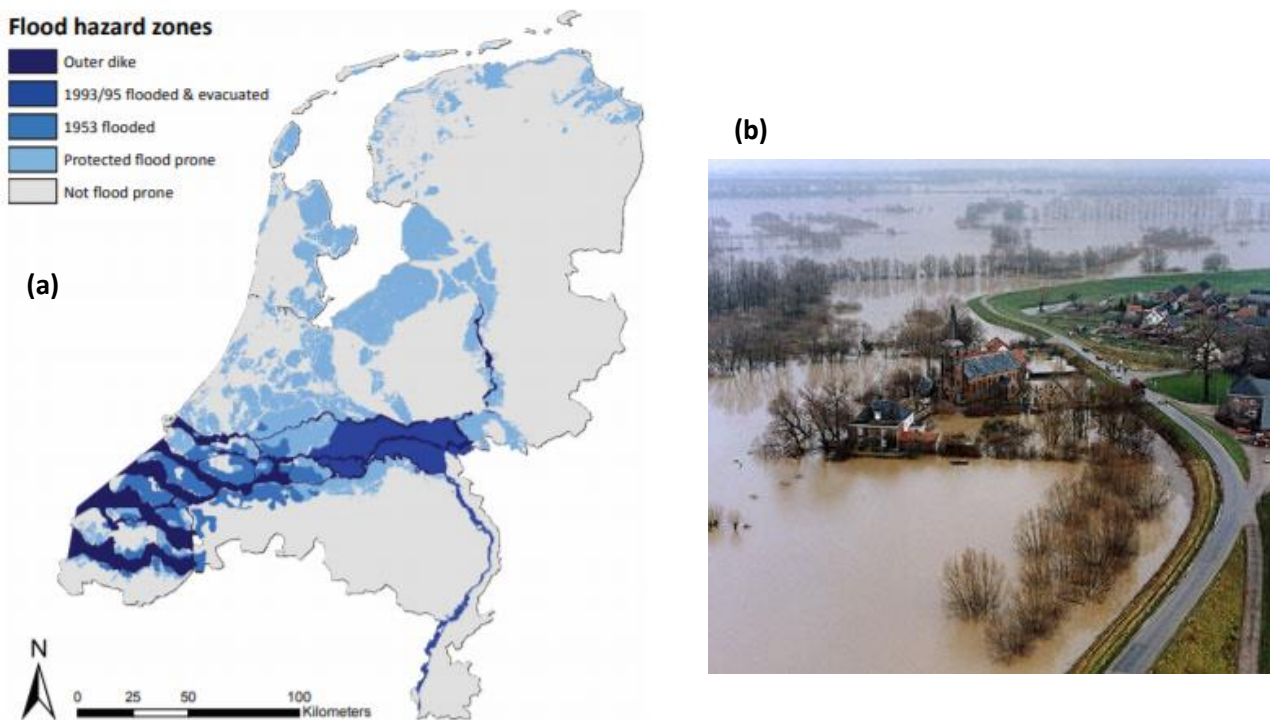 Flood hazard zones
Outer dike
1993/95 flooded & evacuated
1953 flooded
Protected flood prone
Not flood prone
(a)
(b)
N
0 25 50 100
Kilometers